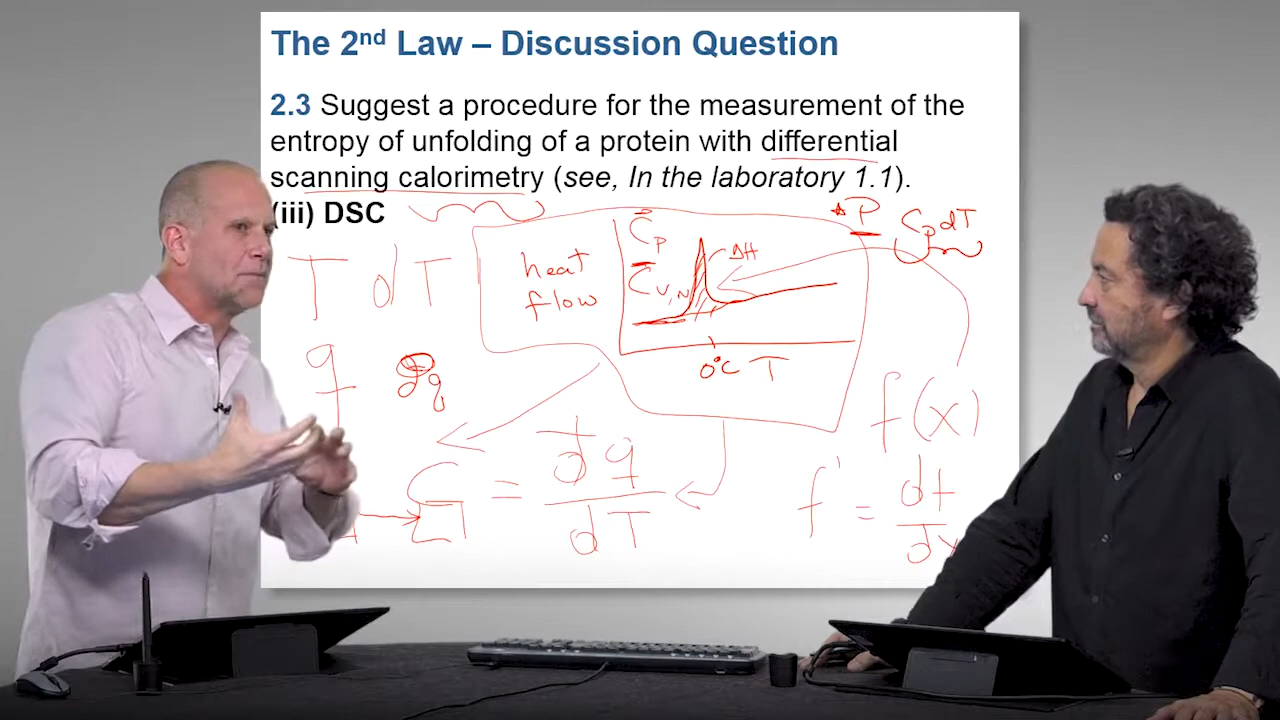 The 2nd Law – Discussion Question
2.3 Suggest a procedure for the measurement of the
entropy of unfolding of a protein with differential
scanning calorimetry (see, In the laboratory 1.1).
(iii) DSC
P
CpdT
C̄p
ΔH
heat
C̄v,N
flow
T dT
0°C T
q q
f(x)
C = đq
dT
f' = df
dx